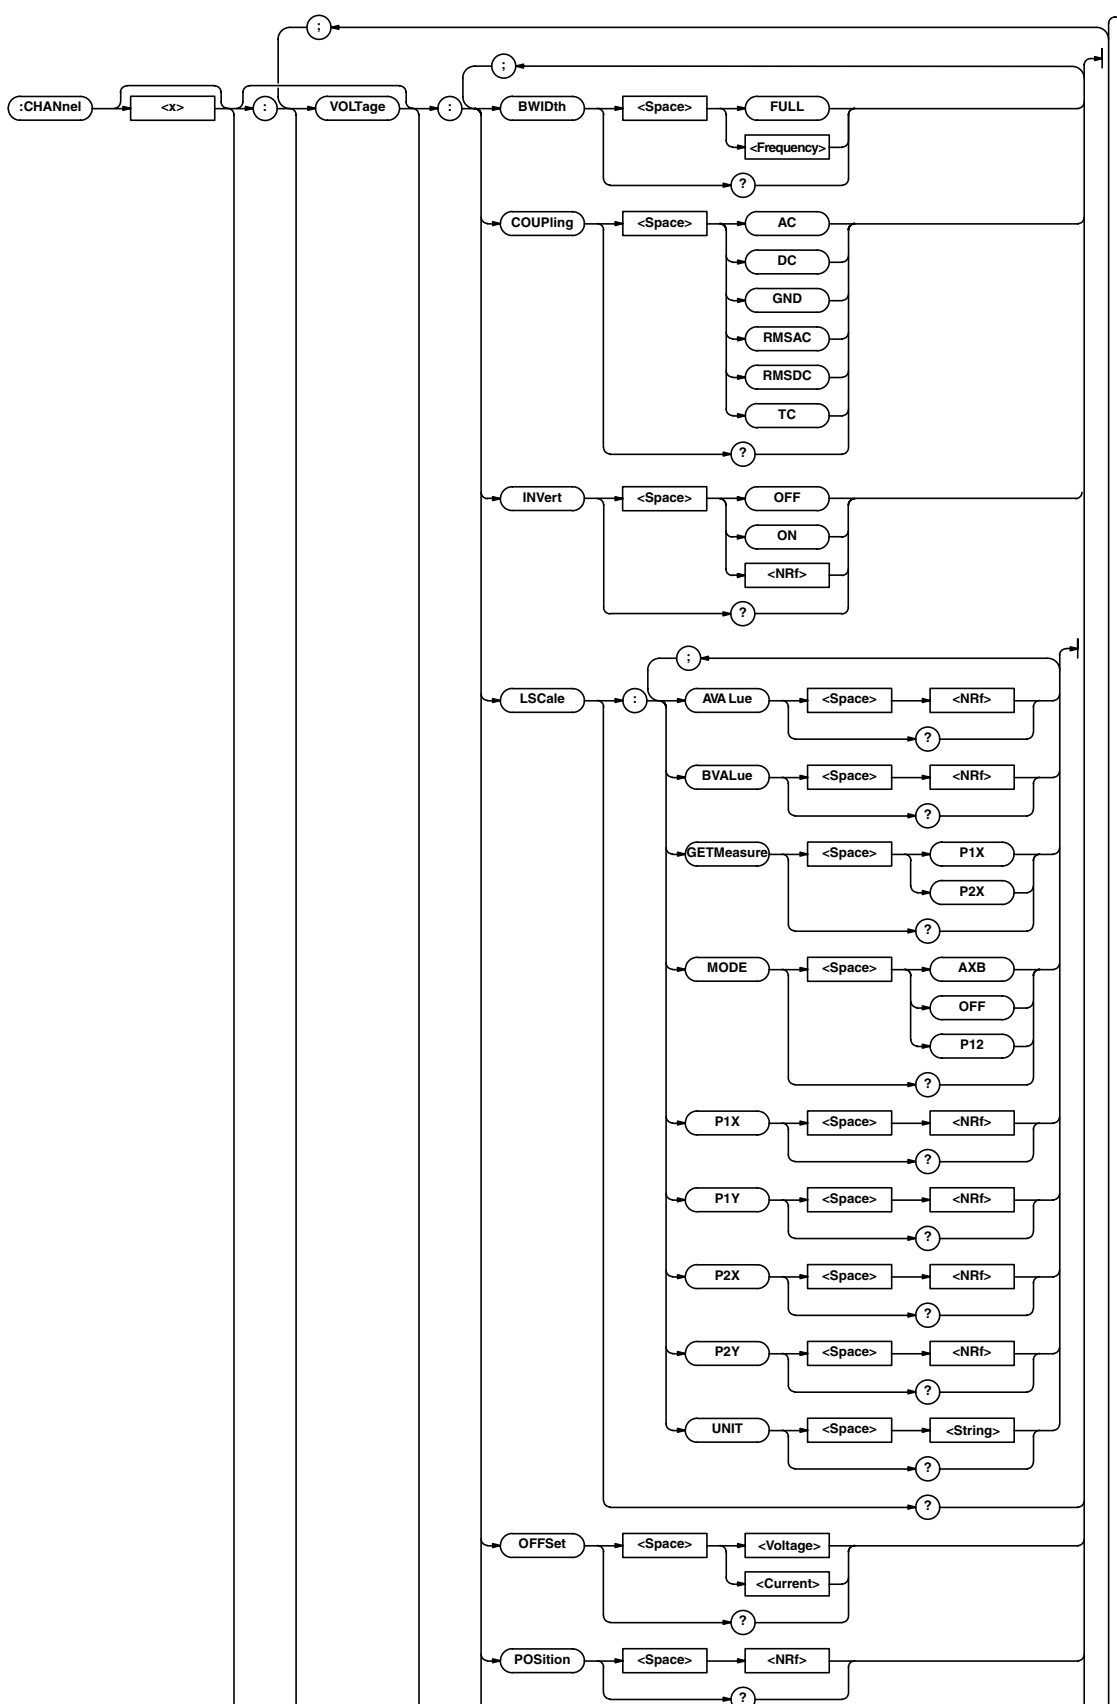 ;
;
:CHANnel <x> : VOLTage : BWIDth <Space> FULL
<Frequency>
?
COUPling <Space> AC
DC
GND
RMSAC
RMSDC
TC
?
INVert <Space> OFF
ON
<NRf>
?
;
LSCale : AVALue <Space> <NRf>
?
BVALue <Space> <NRf>
?
GETMeasure <Space> P1X
P2X
?
MODE <Space> AXB
OFF
P12
?
P1X <Space> <NRf>
?
P1Y <Space> <NRf>
?
P2X <Space> <NRf>
?
P2Y <Space> <NRf>
?
UNIT <Space> <String>
?
?
OFFSet <Space> <Voltage>
<Current>
?
POSition <Space> <NRf>
?